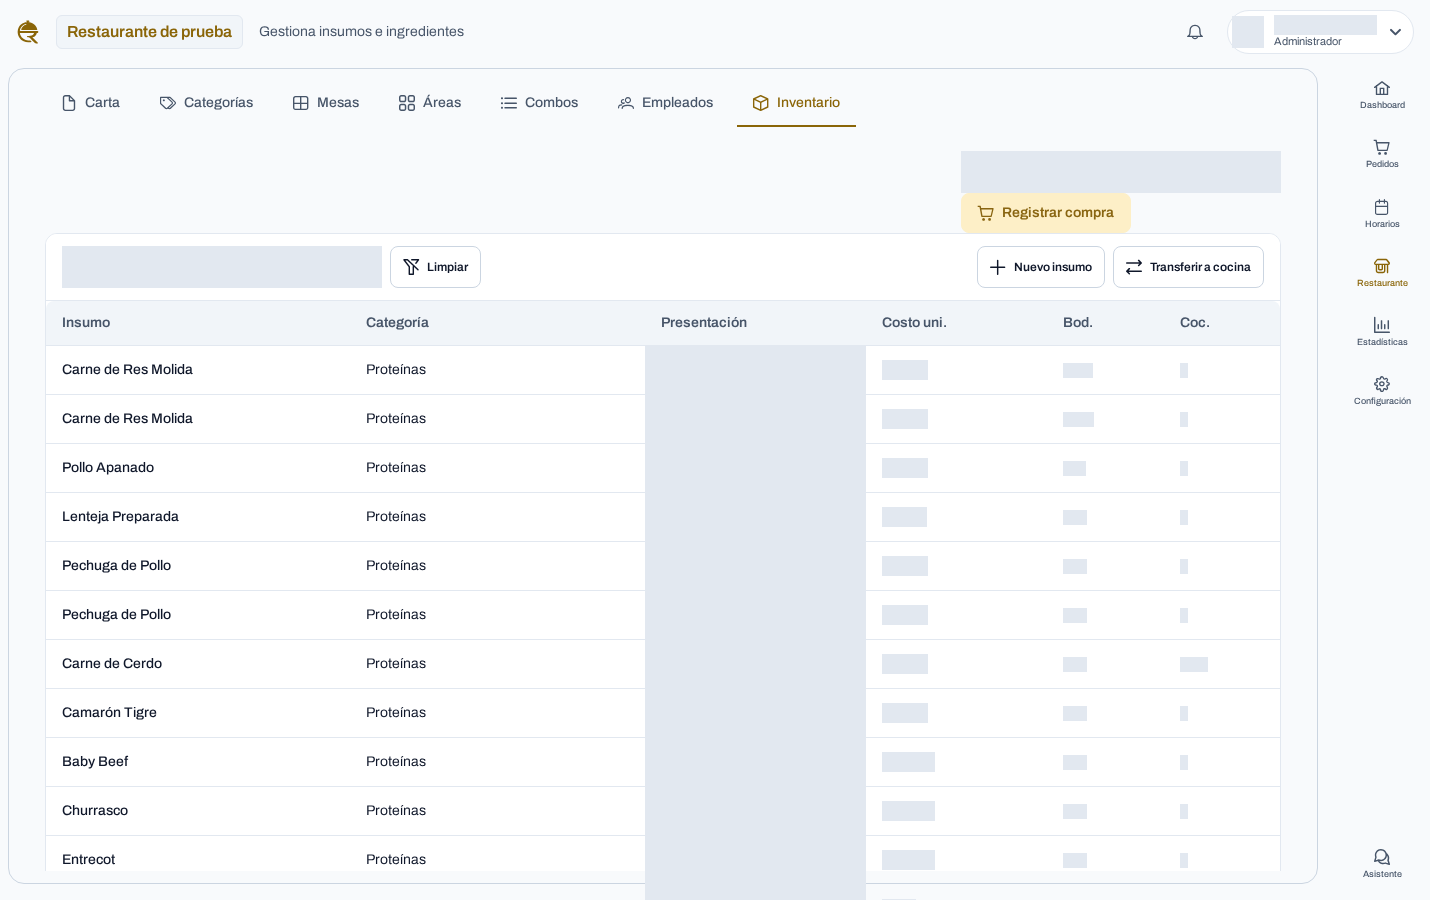 Restaurante de prueba
Gestiona insumos e ingredientes
Administrador
Carta
Categorías
Mesas
Áreas
Combos
Empleados
Inventario
Dashboard
Pedidos
Horarios
Restaurante
Estadísticas
Configuración
Asistente
Registrar compra
Limpiar
Nuevo insumo
Transferir a cocina
Insumo Categoría Presentación Costo uni. Bod. Coc.
Carne de Res Molida Proteínas
Carne de Res Molida Proteínas
Pollo Apanado Proteínas
Lenteja Preparada Proteínas
Pechuga de Pollo Proteínas
Pechuga de Pollo Proteínas
Carne de Cerdo Proteínas
Camarón Tigre Proteínas
Baby Beef Proteínas
Churrasco Proteínas
Entrecot Proteínas